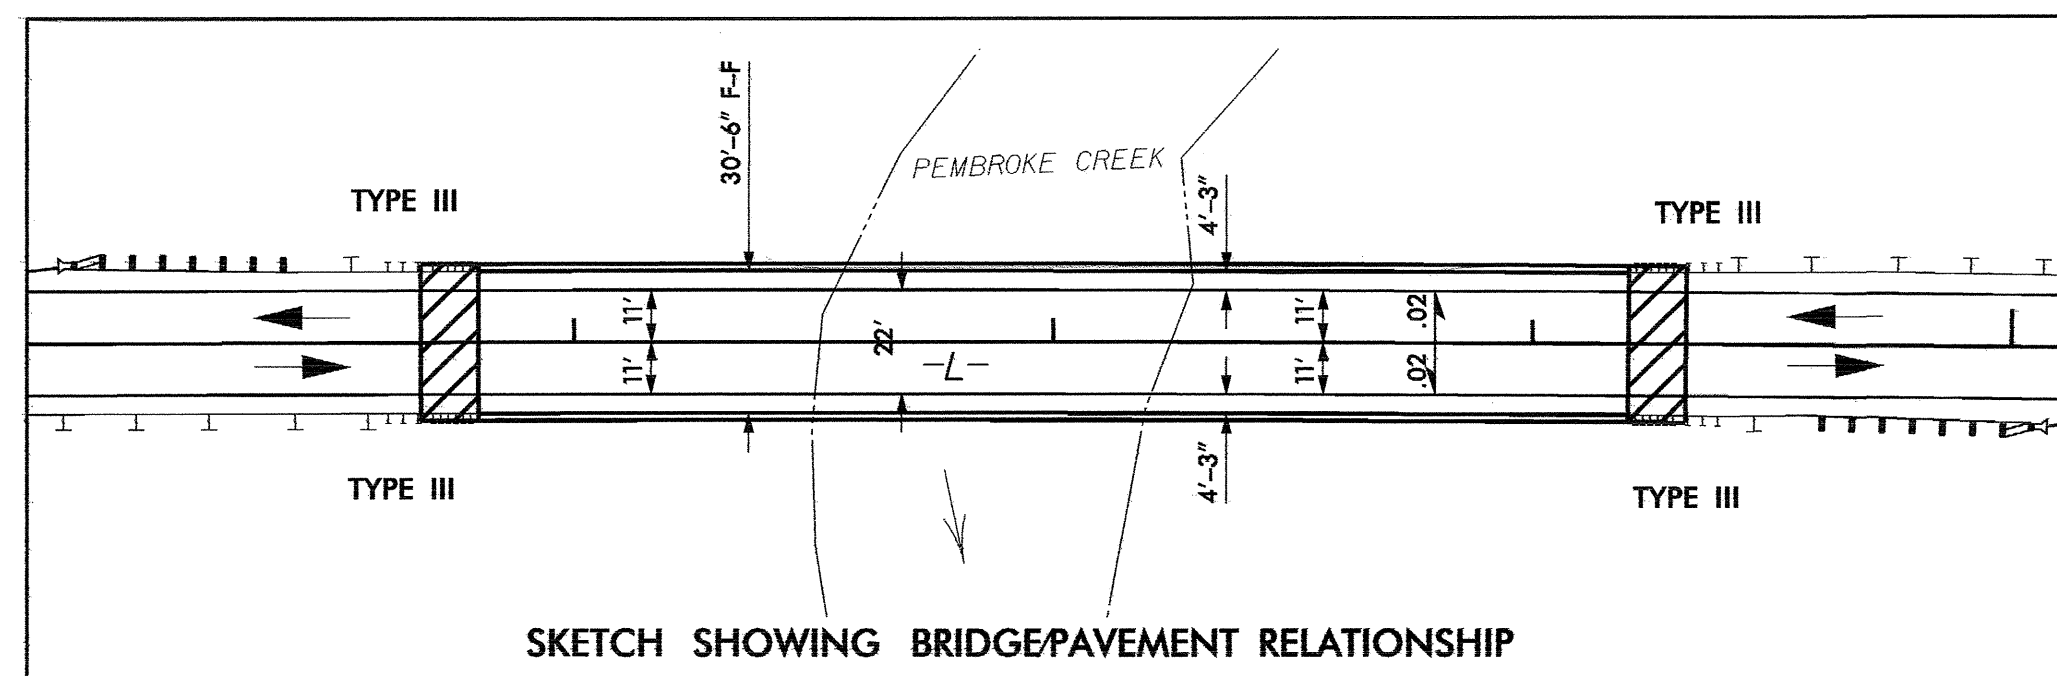 30'-6" F-F
PEMBROKE CREEK
4'-3"
TYPE III
TYPE III
11'
22'
11'
.02
-L-
11'
11'
.02
4'-3"
TYPE III
TYPE III
SKETCH SHOWING BRIDGE/PAVEMENT RELATIONSHIP